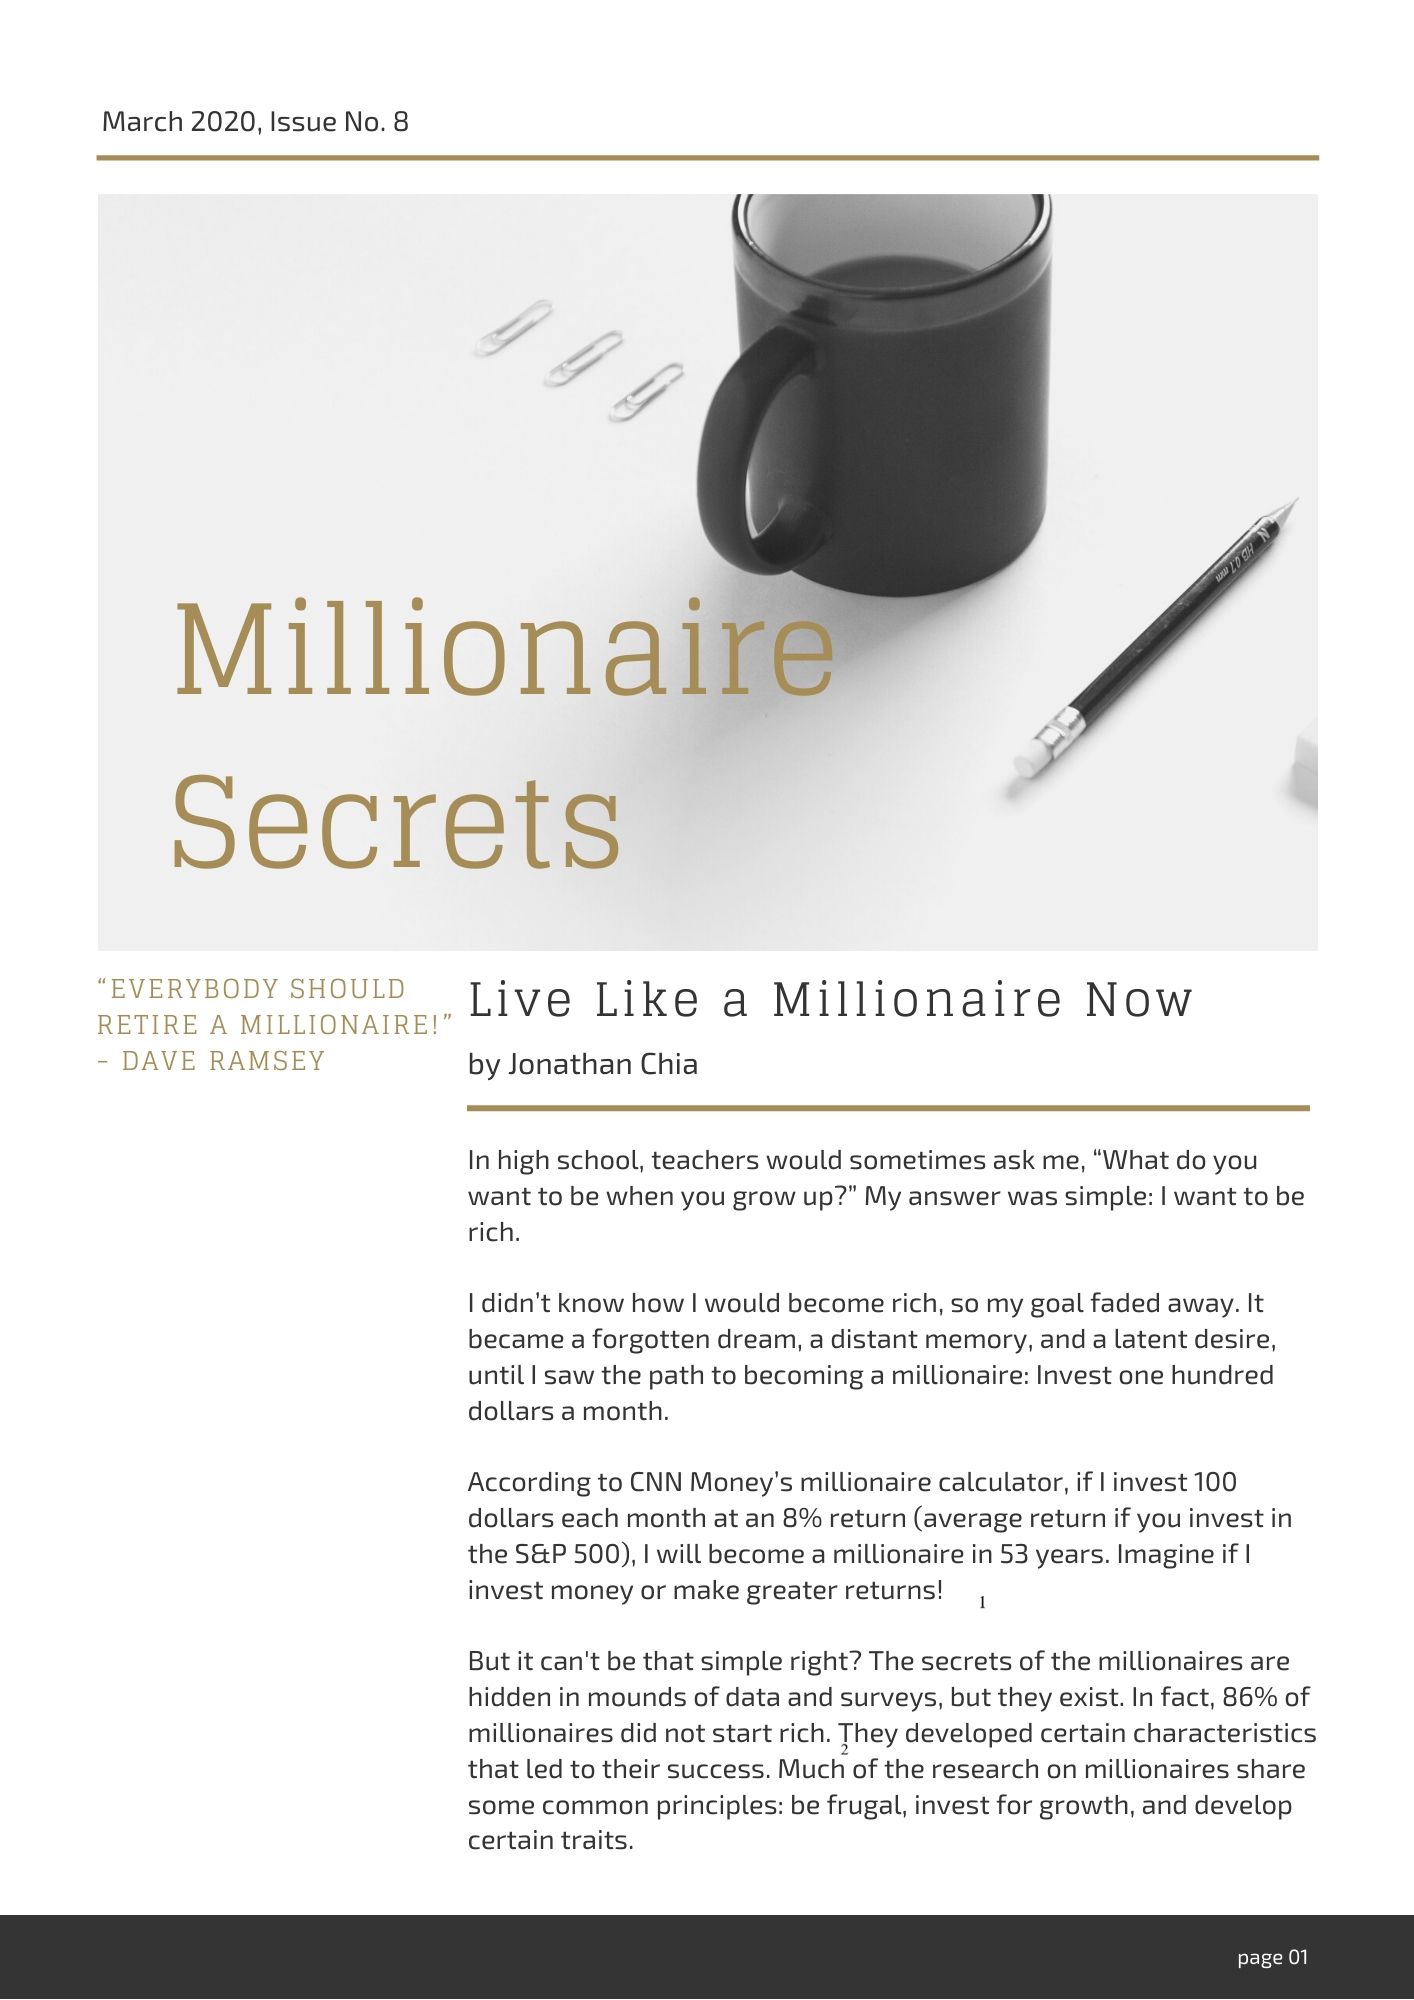 March 2020, Issue No. 8
HB 0.7 mm
N
Millionaire
Secrets
“EVERYBODY SHOULD
RETIRE A MILLIONAIRE!”
– DAVE RAMSEY
Live Like a Millionaire Now
by Jonathan Chia
In high school, teachers would sometimes ask me, “What do you
want to be when you grow up?” My answer was simple: I want to be
rich.
I didn’t know how I would become rich, so my goal faded away. It
became a forgotten dream, a distant memory, and a latent desire,
until I saw the path to becoming a millionaire: Invest one hundred
dollars a month.
According to CNN Money’s millionaire calculator, if I invest 100
dollars each month at an 8% return (average return if you invest in
the S&P 500), I will become a millionaire in 53 years. Imagine if I
invest money or make greater returns! 1
But it can't be that simple right? The secrets of the millionaires are
hidden in mounds of data and surveys, but they exist. In fact, 86% of
millionaires did not start rich. They developed certain characteristics
2
that led to their success. Much of the research on millionaires share
some common principles: be frugal, invest for growth, and develop
certain traits.
page 01